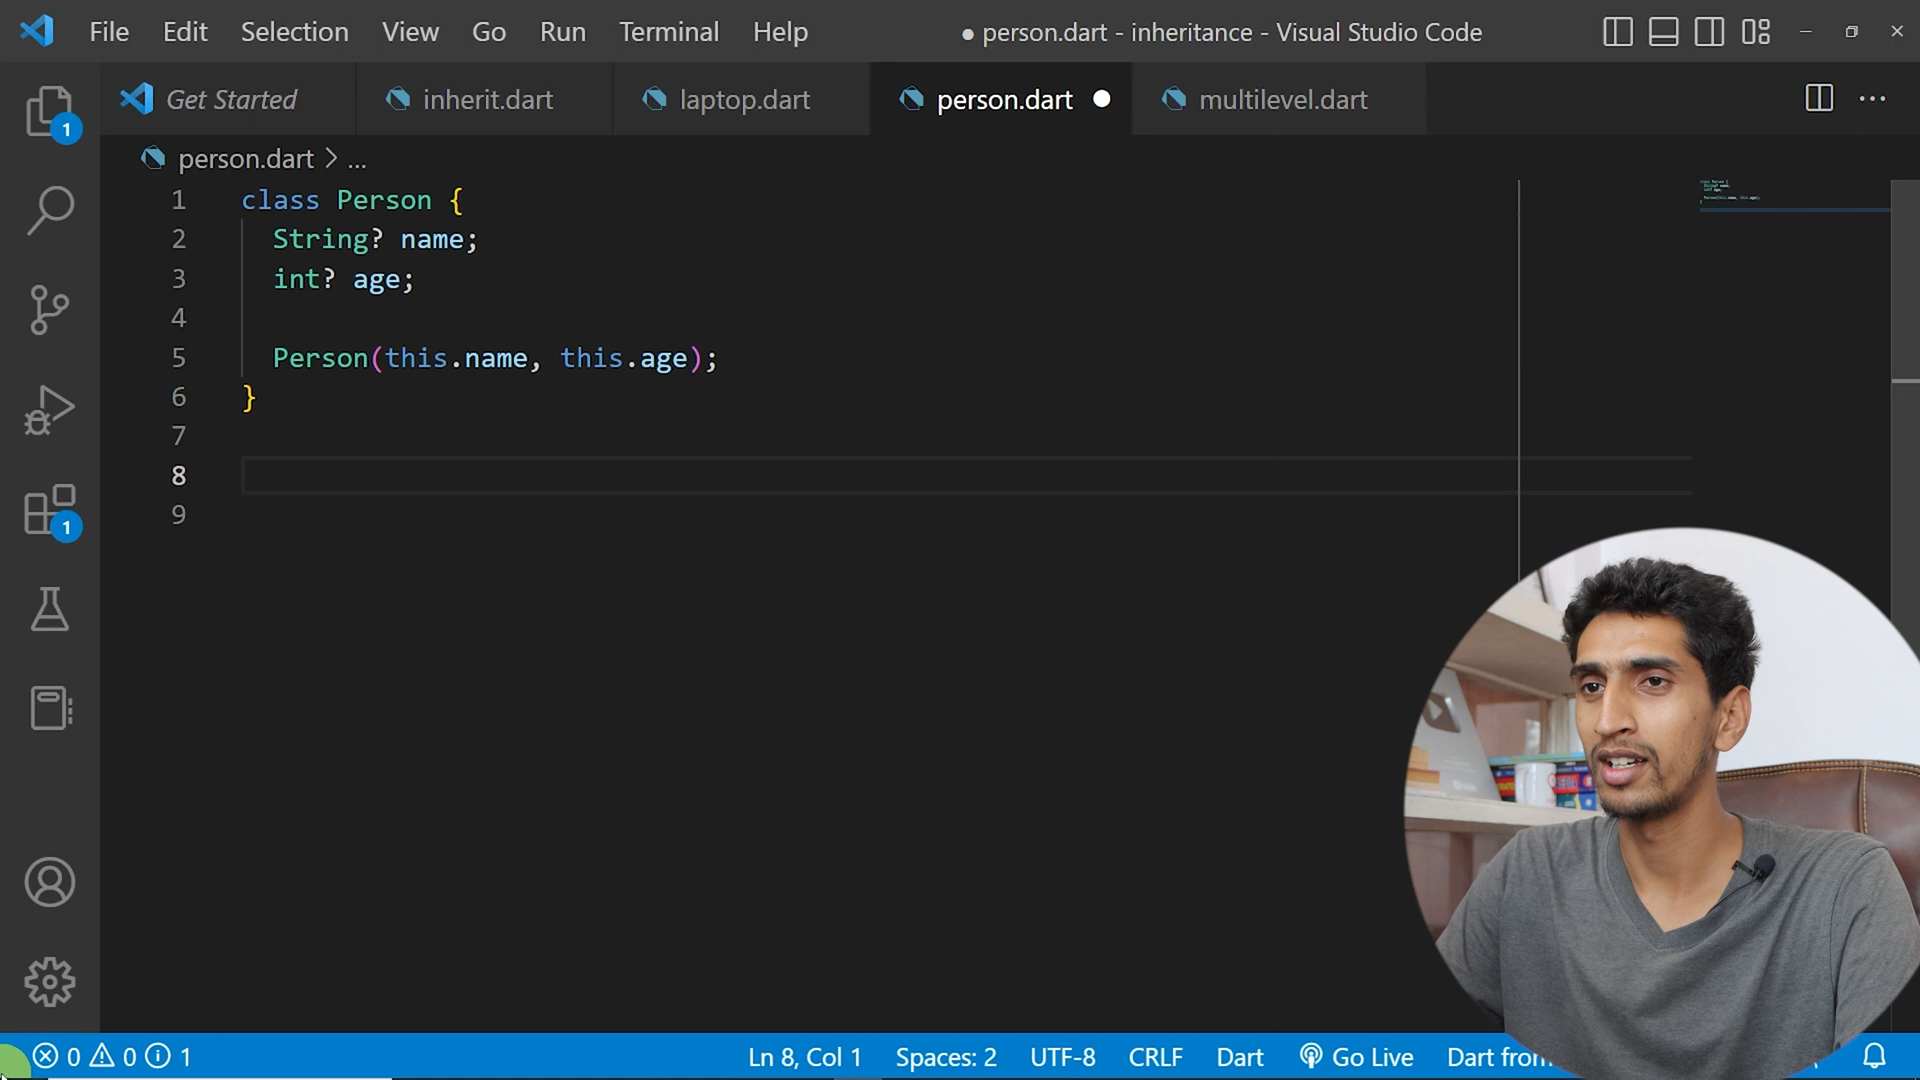 File Edit Selection View Go Run Terminal Help ● person.dart - inheritance - Visual Studio Code
Get Started inherit.dart laptop.dart person.dart ● multilevel.dart ...
person.dart > ...
1 class Person {
2 String? name;
3 int? age;
4
5 Person(this.name, this.age);
6 }
7
8
9
1
1
0 0 1 Ln 8, Col 1 Spaces: 2 UTF-8 CRLF Dart Go Live Dart